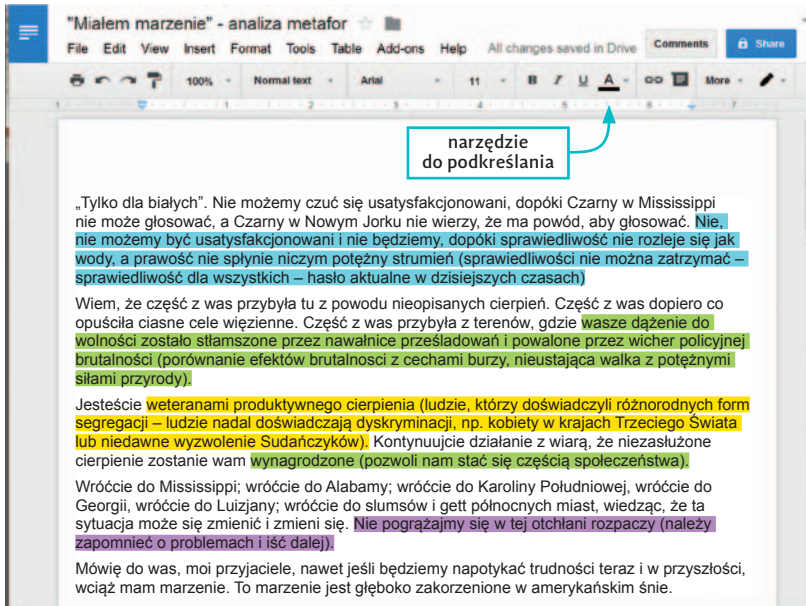 "Miałem marzenie" - analiza metafor
File Edit View Insert Format Tools Table Add-ons Help All changes saved in Drive Comments Share
100% Normal text Arial 11 B I U A More
1 1 2 3 4 5 6 7
narzędzie
do podkreślania
„Tylko dla białych”. Nie możemy czuć się usatysfakcjonowani, dopóki Czarny w Mississippi
nie może głosować, a Czarny w Nowym Jorku nie wierzy, że ma powód, aby głosować. Nie,
nie możemy być usatysfakcjonowani i nie będziemy, dopóki sprawiedliwość nie rozleje się jak
wody, a prawość nie spłynie niczym potężny strumień (sprawiedliwości nie można zatrzymać –
sprawiedliwość dla wszystkich – hasło aktualne w dzisiejszych czasach)
Wiem, że część z was przybyła tu z powodu nieopisanych cierpień. Część z was dopiero co
opuściła ciasne cele więzienne. Część z was przybyła z terenów, gdzie wasze dążenie do
wolności zostało stłamszone przez nawałnice prześladowań i powalone przez wicher policyjnej
brutalności (porównanie efektów brutalnosci z cechami burzy, nieustająca walka z potężnymi
siłami przyrody).
Jesteście weteranami produktywnego cierpienia (ludzie, którzy doświadczyli różnorodnych form
segregacji – ludzie nadal doświadczają dyskryminacji, np. kobiety w krajach Trzeciego Świata
lub niedawne wyzwolenie Sudańczyków). Kontynuujcie działanie z wiarą, że niezasłużone
cierpienie zostanie wam wynagrodzone (pozwoli nam stać się częścią społeczeństwa).
Wróćcie do Mississippi; wróćcie do Alabamy; wróćcie do Karoliny Południowej, wróćcie do
Georgii, wróćcie do Luizjany; wróćcie do slumsów i gett północnych miast, wiedząc, że ta
sytuacja może się zmienić i zmieni się. Nie pogrążajmy się w tej otchłani rozpaczy (należy
zapomnieć o problemach i iść dalej).
Mówię do was, moi przyjaciele, nawet jeśli będziemy napotykać trudności teraz i w przyszłości,
wciąż mam marzenie. To marzenie jest głęboko zakorzenione w amerykańskim śnie.